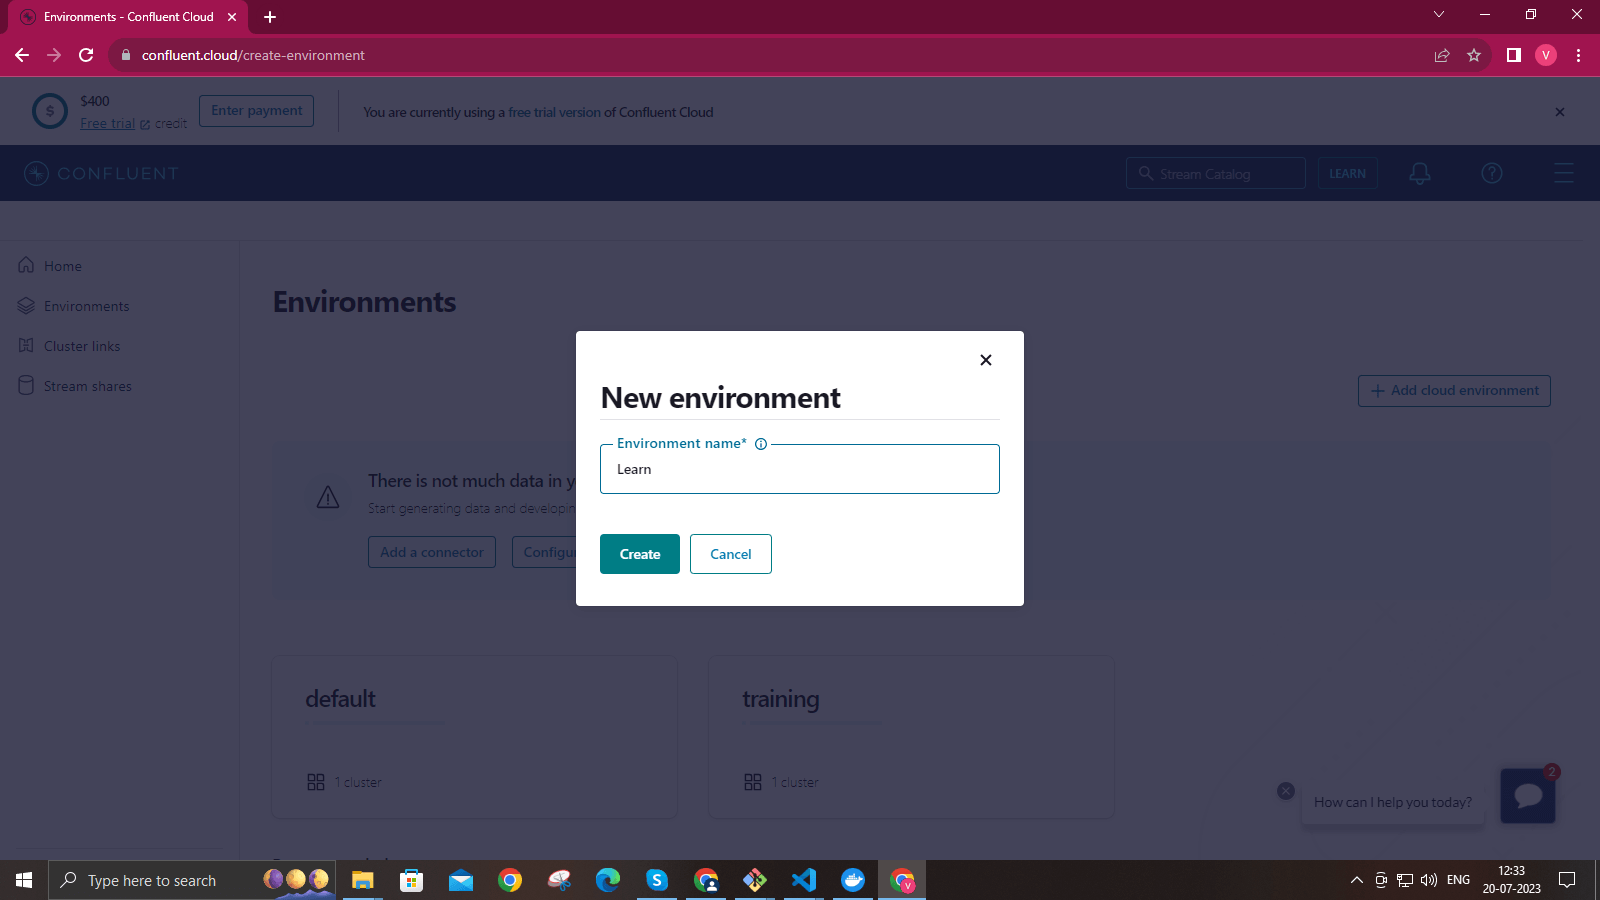 Environments - Confluent Cloud
confluent.cloud/create-environment
V
$
$400
Free trial credit
Enter payment
You are currently using a free trial version of Confluent Cloud
CONFLUENT
Stream Catalog
LEARN
Home
Environments
Cluster links
Stream shares
Environments
Add cloud environment
There is not much data in y
Start generating data and developin
Add a connector
Configu
New environment
Environment name*
Learn
Create
Cancel
default
1 cluster
training
1 cluster
2
How can I help you today?
Type here to search
ENG
12:33
20-07-2023